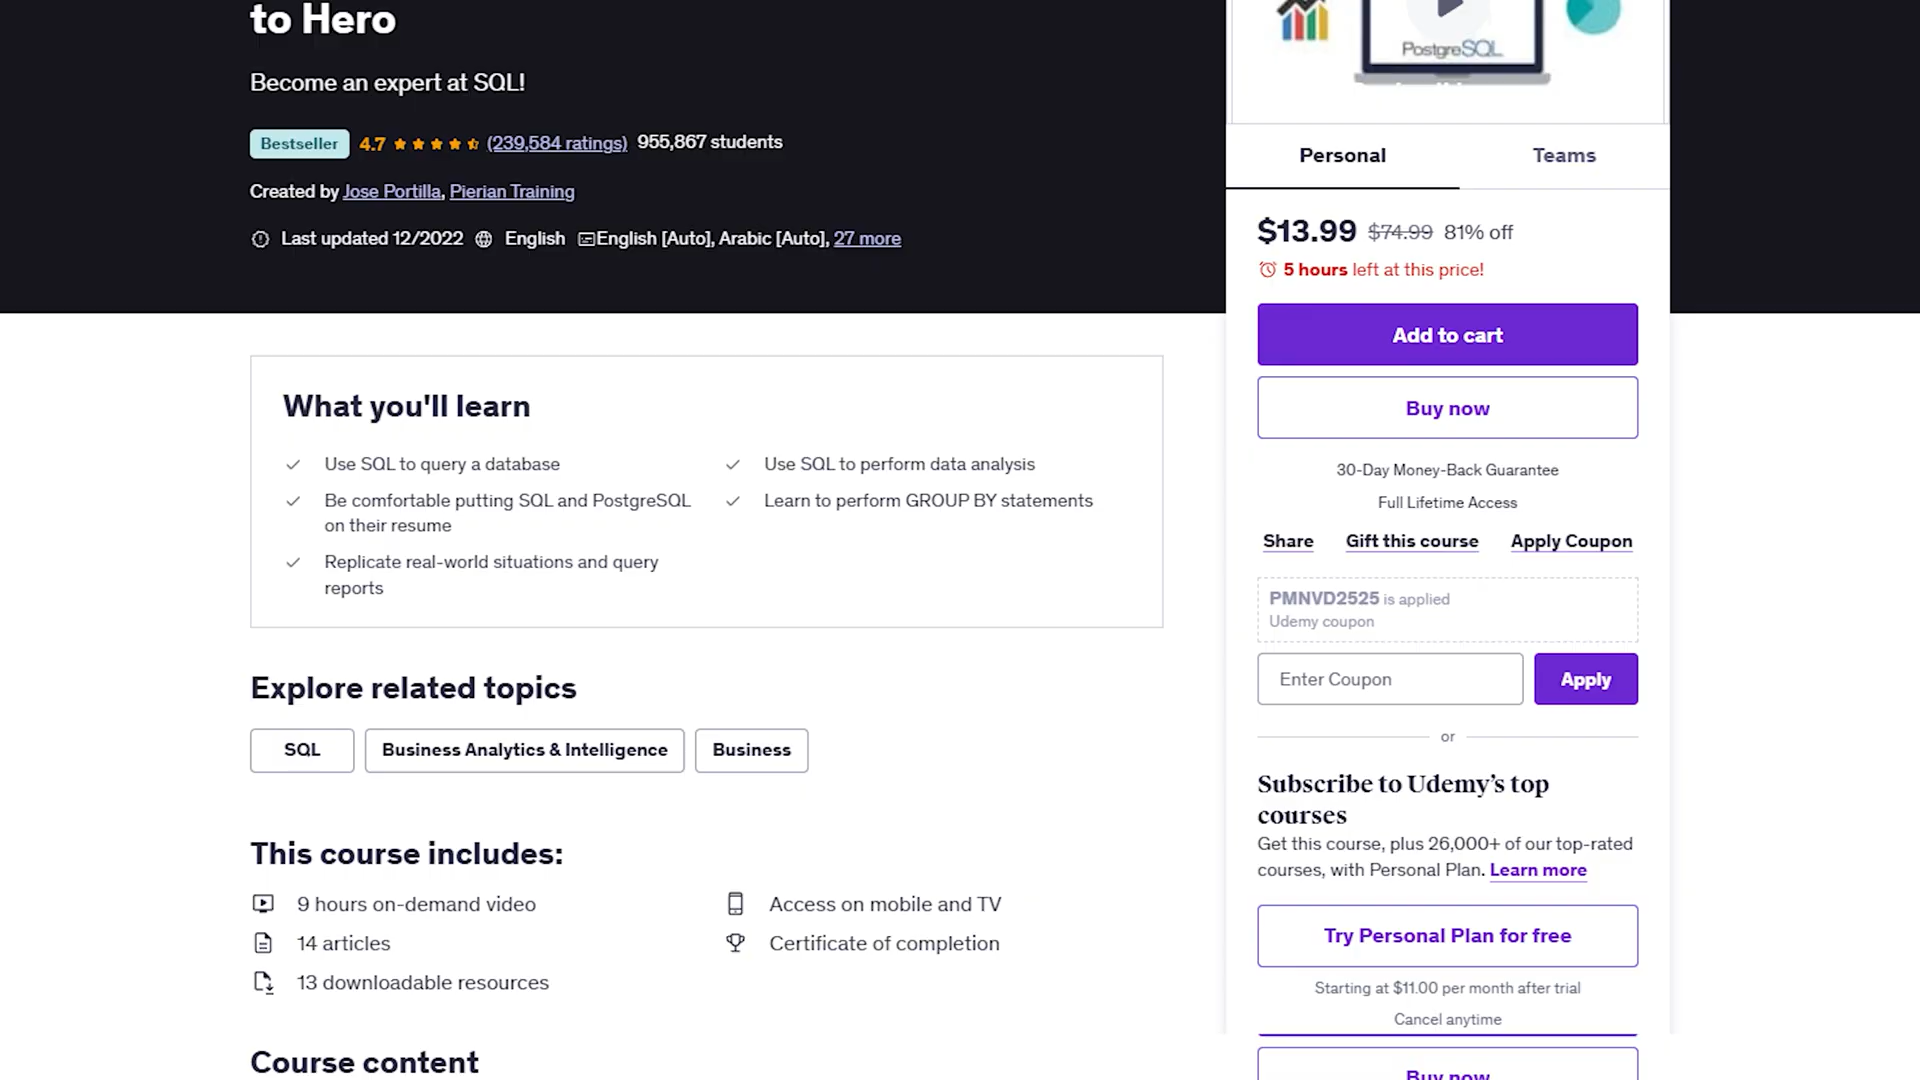 to Hero
Become an expert at SQL!
Bestseller 4.7 (239,584 ratings) 955,867 students
Created by Jose Portilla, Pierian Training
Last updated 12/2022 English English [Auto], Arabic [Auto], 27 more
PostgreSQL
Personal Teams
$13.99 $74.99 81% off
5 hours left at this price!
Add to cart
Buy now
30-Day Money-Back Guarantee
Full Lifetime Access
Share Gift this course Apply Coupon
PMNVD2525 is applied
Udemy coupon
Enter Coupon Apply
or
Subscribe to Udemy’s top
courses
Get this course, plus 26,000+ of our top-rated
courses, with Personal Plan. Learn more
Try Personal Plan for free
Starting at $11.00 per month after trial
Cancel anytime
Buy now
What you'll learn
Use SQL to query a database
Be comfortable putting SQL and PostgreSQL
on their resume
Replicate real-world situations and query
reports
Use SQL to perform data analysis
Learn to perform GROUP BY statements
Explore related topics
SQL Business Analytics & Intelligence Business
This course includes:
9 hours on-demand video
14 articles
13 downloadable resources
Access on mobile and TV
Certificate of completion
Course content